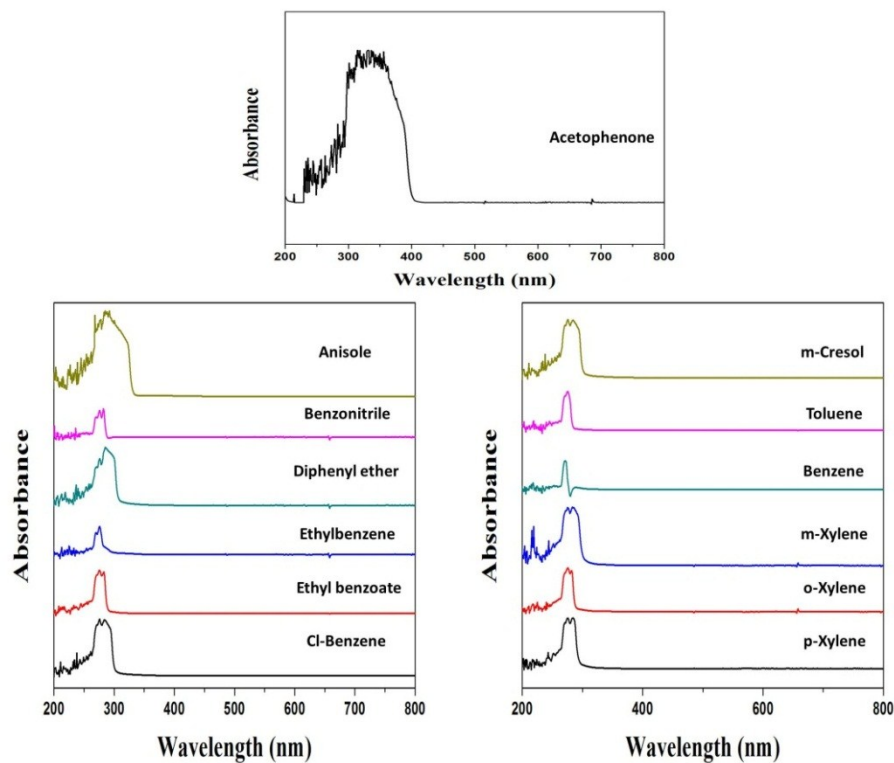 Absorbance
Acetophenone
200 300 400 500 600 700 800
Wavelength (nm)
Absorbance
Anisole
Benzonitrile
Diphenyl ether
Ethylbenzene
Ethyl benzoate
Cl-Benzene
200 300 400 500 600 700 800
Wavelength (nm)
Absorbance
m-Cresol
Toluene
Benzene
m-Xylene
o-Xylene
p-Xylene
200 400 600 800
Wavelength (nm)